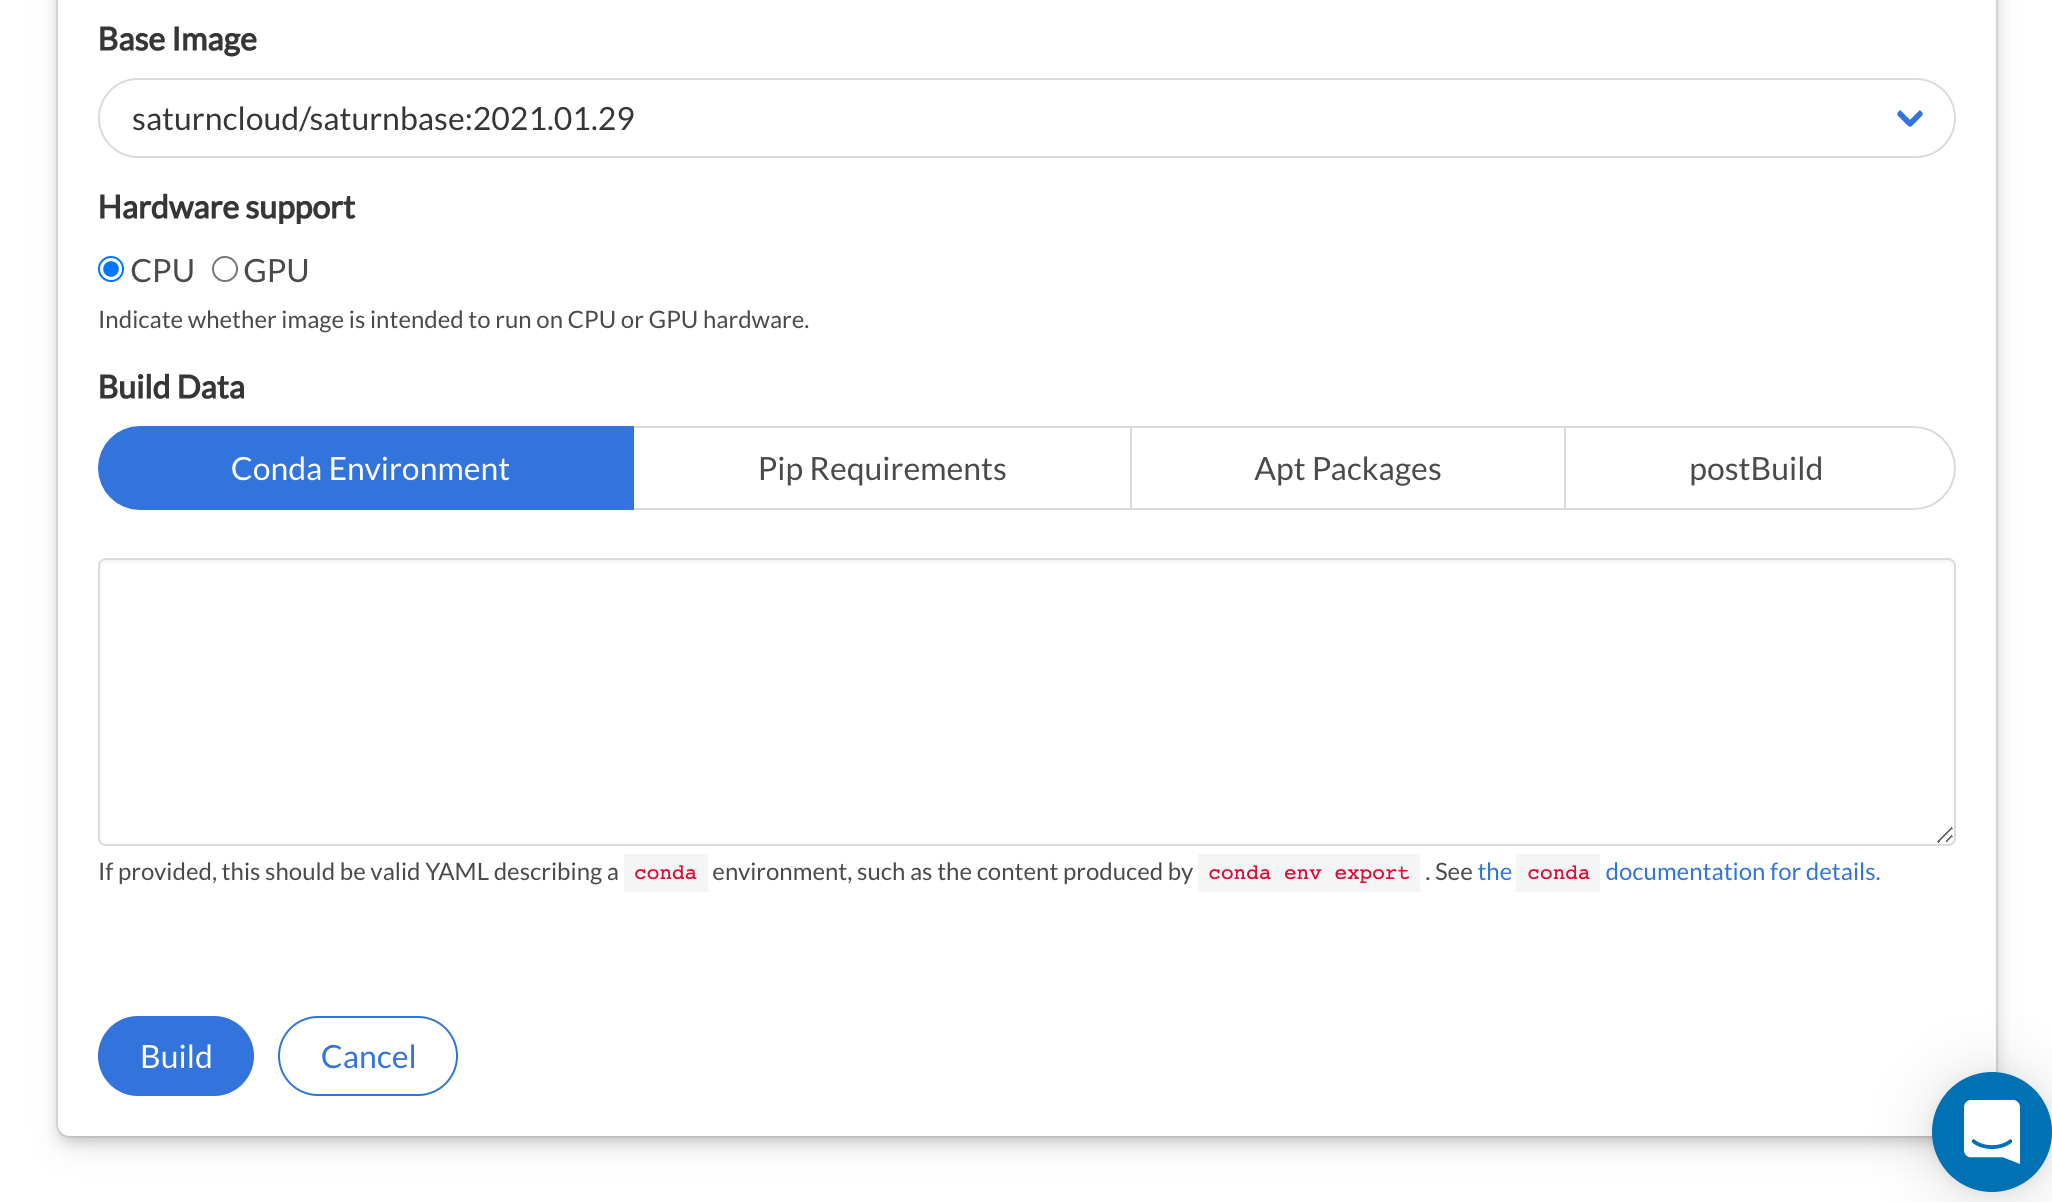 Base Image
saturncloud/saturnbase:2021.01.29
Hardware support
CPU GPU
Indicate whether image is intended to run on CPU or GPU hardware.
Build Data
Conda Environment Pip Requirements Apt Packages postBuild
If provided, this should be valid YAML describing a conda environment, such as the content produced by conda env export . See the conda documentation for details.
Build Cancel